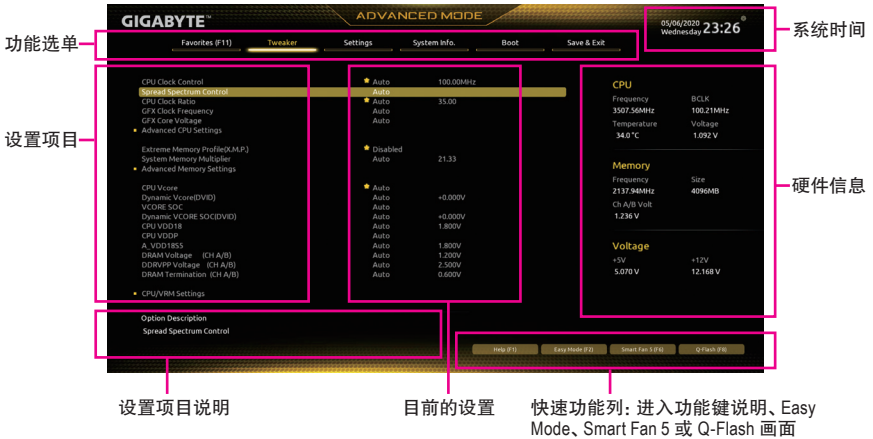 GIGABYTE™
ADVANCED MODE
05/06/2020
Wednesday 23:26
系统时间
功能选单
Favorites (F11) Tweaker Settings System Info. Boot Save & Exit
设置项目
CPU Clock Control Auto 100.00MHz
Spread Spectrum Control Auto
CPU Clock Ratio Auto 35.00
GFX Clock Frequency Auto
GFX Core Voltage Auto
Advanced CPU Settings
Extreme Memory Profile(X.M.P.) Disabled
System Memory Multiplier Auto 21.33
Advanced Memory Settings
CPU Vcore Auto
Dynamic Vcore(DVID) Auto +0.000V
VCORE SOC Auto
Dynamic VCORE SOC(DVID) Auto +0.000V
CPU VDD18 Auto 1.800V
CPU VDDP Auto
A_VDD18S5 Auto 1.800V
DRAM Voltage (CH A/B) Auto 1.200V
DDRVPP Voltage (CH A/B) Auto 2.500V
DRAM Termination (CH A/B) Auto 0.600V
CPU/VRM Settings
CPU
Frequency BCLK
3507.56MHz 100.21MHz
Temperature Voltage
34.0 °C 1.092 V
Memory
Frequency Size
2137.94MHz 4096MB
Ch A/B Volt
1.236 V
Voltage
+5V +12V
5.070 V 12.168 V
硬件信息
Option Description
Spread Spectrum Control
Help (F1) Easy Mode (F2) Smart Fan 5 (F6) Q-Flash (F8)
设置项目说明
目前的设置
快速功能列: 进入功能键说明、Easy
Mode、Smart Fan 5 或 Q-Flash 画面